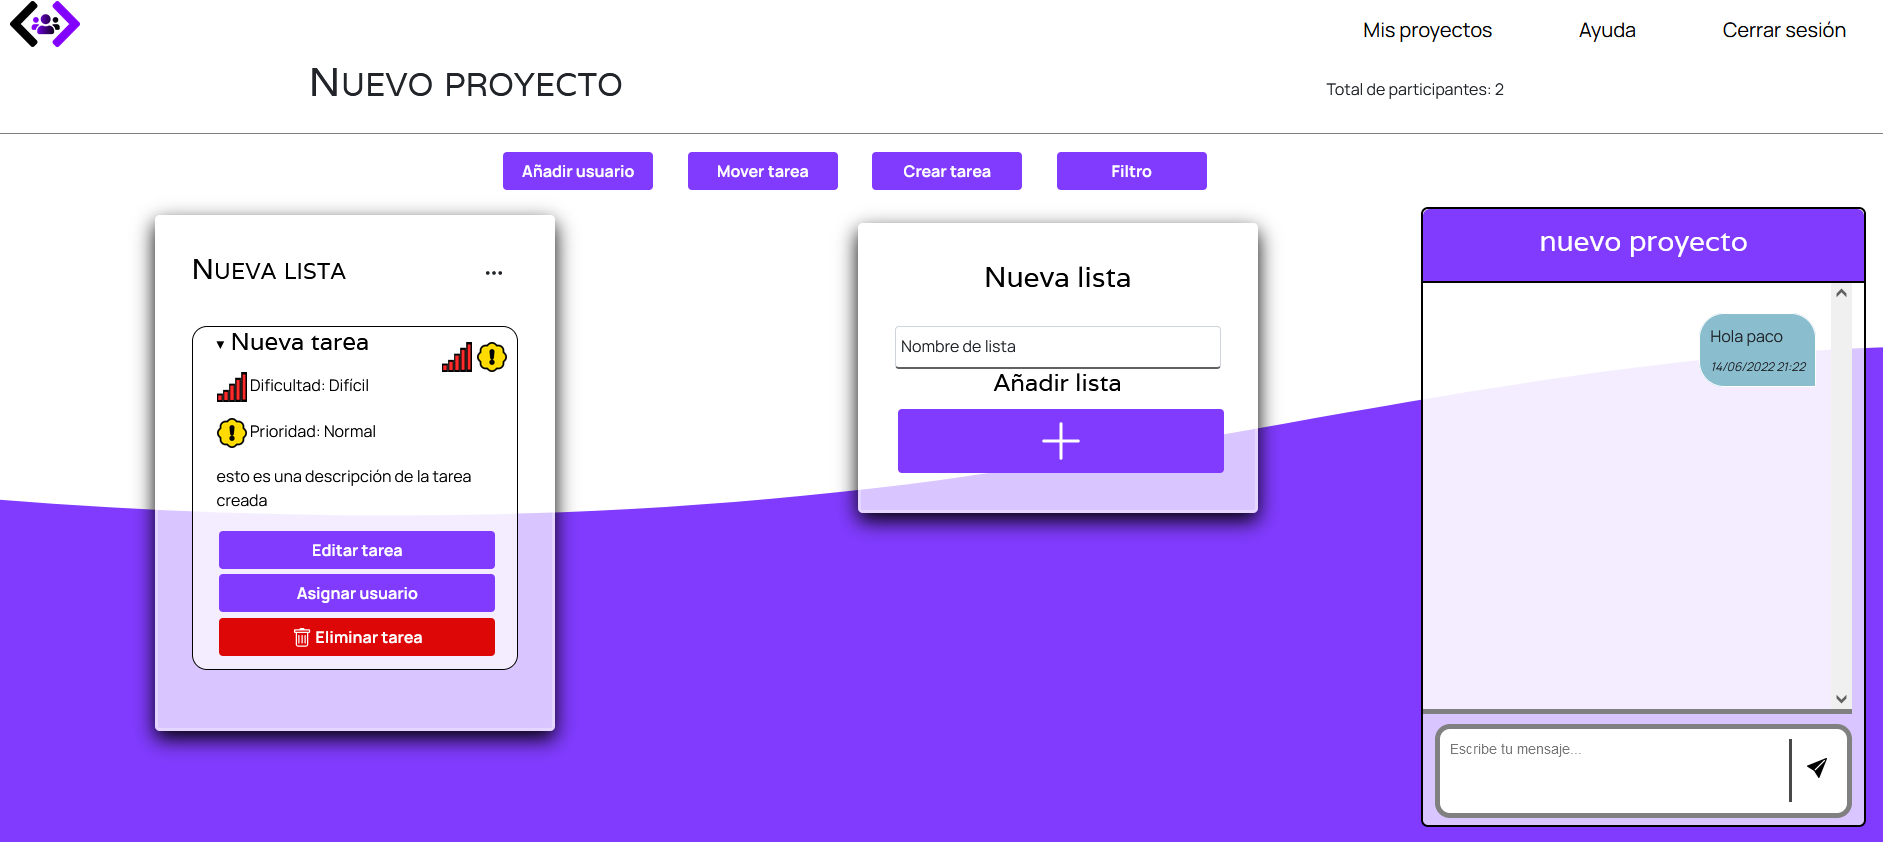 Mis proyectos Ayuda Cerrar sesión
NUEVO PROYECTO
Total de participantes: 2
Añadir usuario Mover tarea Crear tarea Filtro
NUEVA LISTA
Nueva tarea
Dificultad: Difícil
Prioridad: Normal
esto es una descripción de la tarea
creada
Editar tarea
Asignar usuario
Eliminar tarea
Nueva lista
Nombre de lista
Añadir lista
nuevo proyecto
Hola paco
14/06/2022 21:22
Escribe tu mensaje...